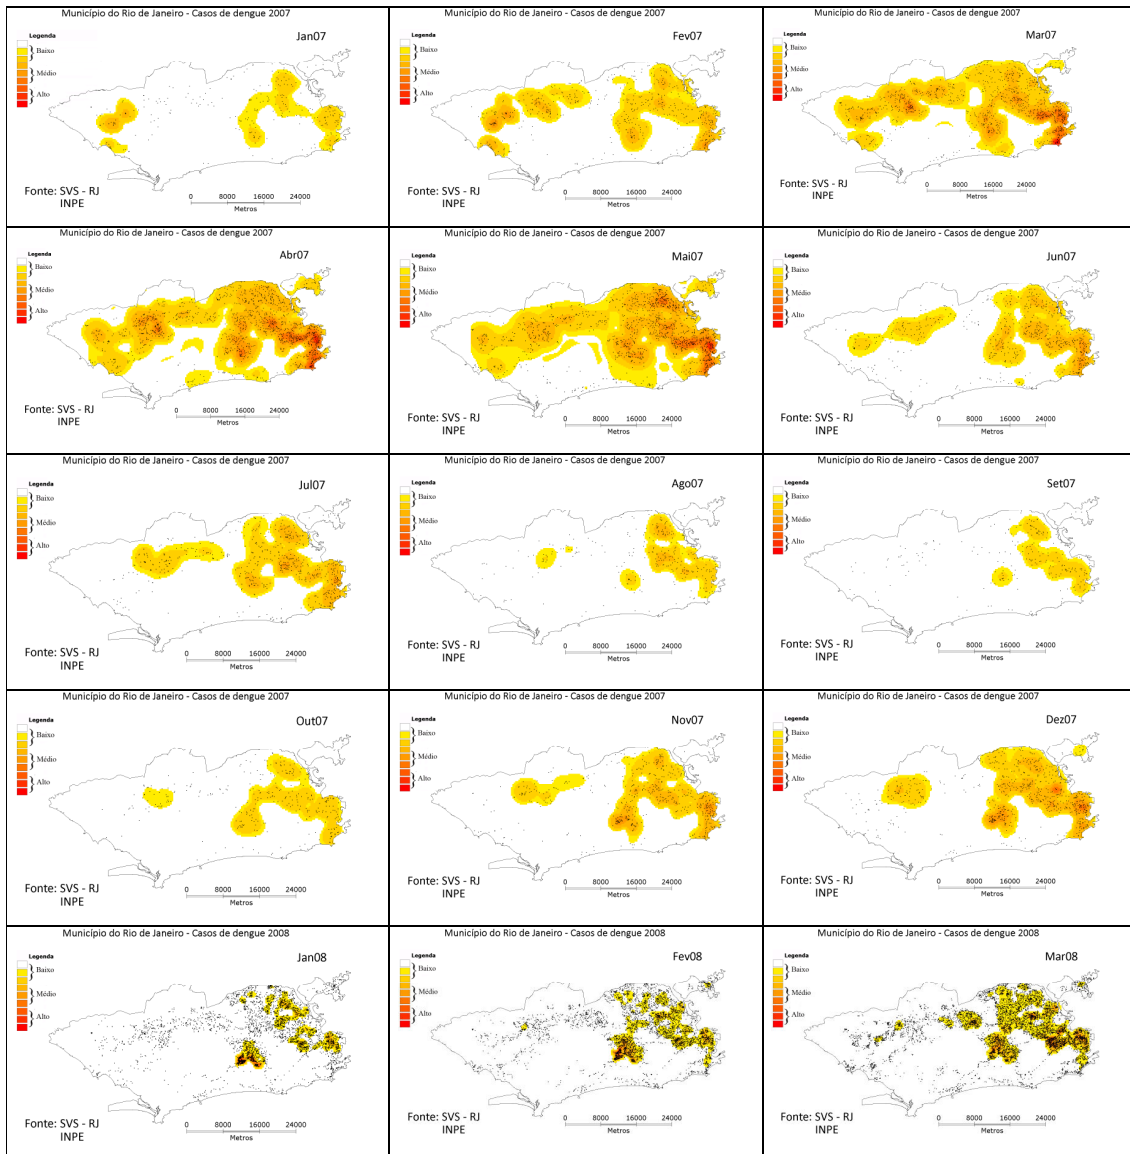 Município do Rio de Janeiro - Casos de dengue 2007
Jan07
Legenda
Baixo
Médio
Alto
Fonte: SVS - RJ
INPE
0 8000 16000 24000
Metros
Município do Rio de Janeiro - Casos de dengue 2007
Fev07
Legenda
Baixo
Médio
Alto
Fonte: SVS - RJ
INPE
0 8000 16000 24000
Metros
Município do Rio de Janeiro - Casos de dengue 2007
Mar07
Legenda
Baixo
Médio
Alto
Fonte: SVS - RJ
INPE
0 8000 16000 24000
Metros
Município do Rio de Janeiro - Casos de dengue 2007
Abr07
Legenda
Baixo
Médio
Alto
Fonte: SVS - RJ
INPE
0 8000 16000 24000
Metros
Município do Rio de Janeiro - Casos de dengue 2007
Mai07
Legenda
Baixo
Médio
Alto
Fonte: SVS - RJ
INPE
0 8000 16000 24000
Metros
Município do Rio de Janeiro - Casos de dengue 2007
Jun07
Legenda
Baixo
Médio
Alto
Fonte: SVS - RJ
INPE
0 8000 16000 24000
Metros
Município do Rio de Janeiro - Casos de dengue 2007
Jul07
Legenda
Baixo
Médio
Alto
Fonte: SVS - RJ
INPE
0 8000 16000 24000
Metros
Município do Rio de Janeiro - Casos de dengue 2007
Ago07
Legenda
Baixo
Médio
Alto
Fonte: SVS - RJ
INPE
0 8000 16000 24000
Metros
Município do Rio de Janeiro - Casos de dengue 2007
Set07
Legenda
Baixo
Médio
Alto
Fonte: SVS - RJ
INPE
0 8000 16000 24000
Metros
Município do Rio de Janeiro - Casos de dengue 2007
Out07
Legenda
Baixo
Médio
Alto
Fonte: SVS - RJ
INPE
0 8000 16000 24000
Metros
Município do Rio de Janeiro - Casos de dengue 2007
Nov07
Legenda
Baixo
Médio
Alto
Fonte: SVS - RJ
INPE
0 8000 16000 24000
Metros
Município do Rio de Janeiro - Casos de dengue 2007
Dez07
Legenda
Baixo
Médio
Alto
Fonte: SVS - RJ
INPE
0 8000 16000 24000
Metros
Município do Rio de Janeiro - Casos de dengue 2008
Jan08
Legenda
Baixo
Médio
Alto
Fonte: SVS - RJ
INPE
0 8000 16000 24000
Metros
Município do Rio de Janeiro - Casos de dengue 2008
Fev08
Legenda
Baixo
Médio
Alto
Fonte: SVS - RJ
INPE
0 8000 16000 24000
Metros
Município do Rio de Janeiro - Casos de dengue 2008
Mar08
Legenda
Baixo
Médio
Alto
Fonte: SVS - RJ
INPE
0 8000 16000 24000
Metros